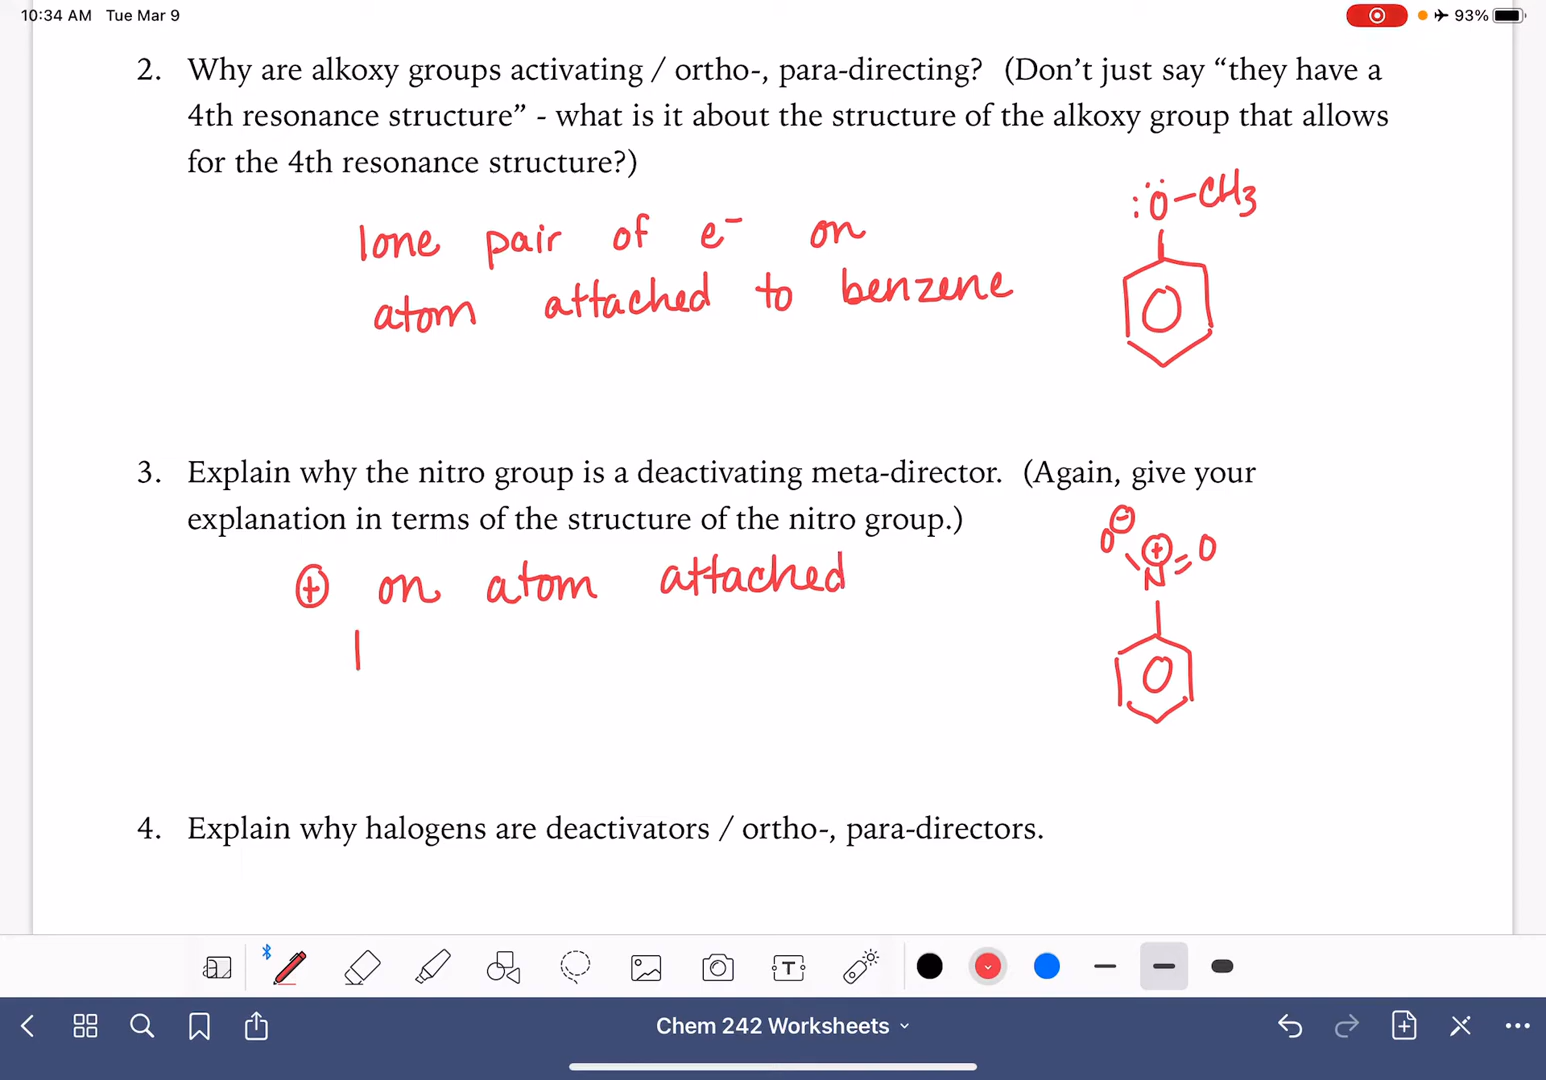 10:34 AM Tue Mar 9
93%
2. Why are alkoxy groups activating / ortho-, para-directing? (Don’t just say “they have a
4th resonance structure” - what is it about the structure of the alkoxy group that allows
for the 4th resonance structure?)
:Ö-CH3
lone pair of e⁻ on
atom attached to benzene
3. Explain why the nitro group is a deactivating meta-director. (Again, give your
explanation in terms of the structure of the nitro group.)
⊖
O ⊕ O
N
⊕ on atom attached
4. Explain why halogens are deactivators / ortho-, para-directors.
a
T
Chem 242 Worksheets